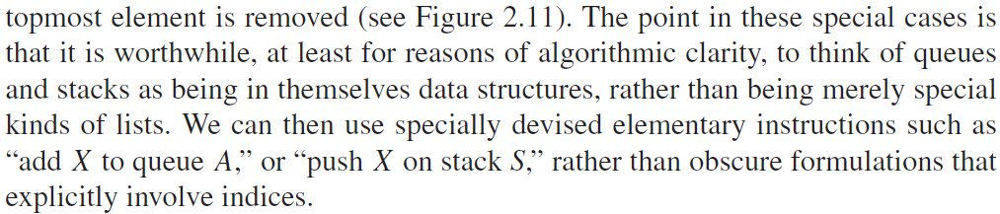 topmost element is removed (see Figure 2.11). The point in these special cases is
that it is worthwhile, at least for reasons of algorithmic clarity, to think of queues
and stacks as being in themselves data structures, rather than being merely special
kinds of lists. We can then use specially devised elementary instructions such as
“add X to queue A,” or “push X on stack S,” rather than obscure formulations that
explicitly involve indices.